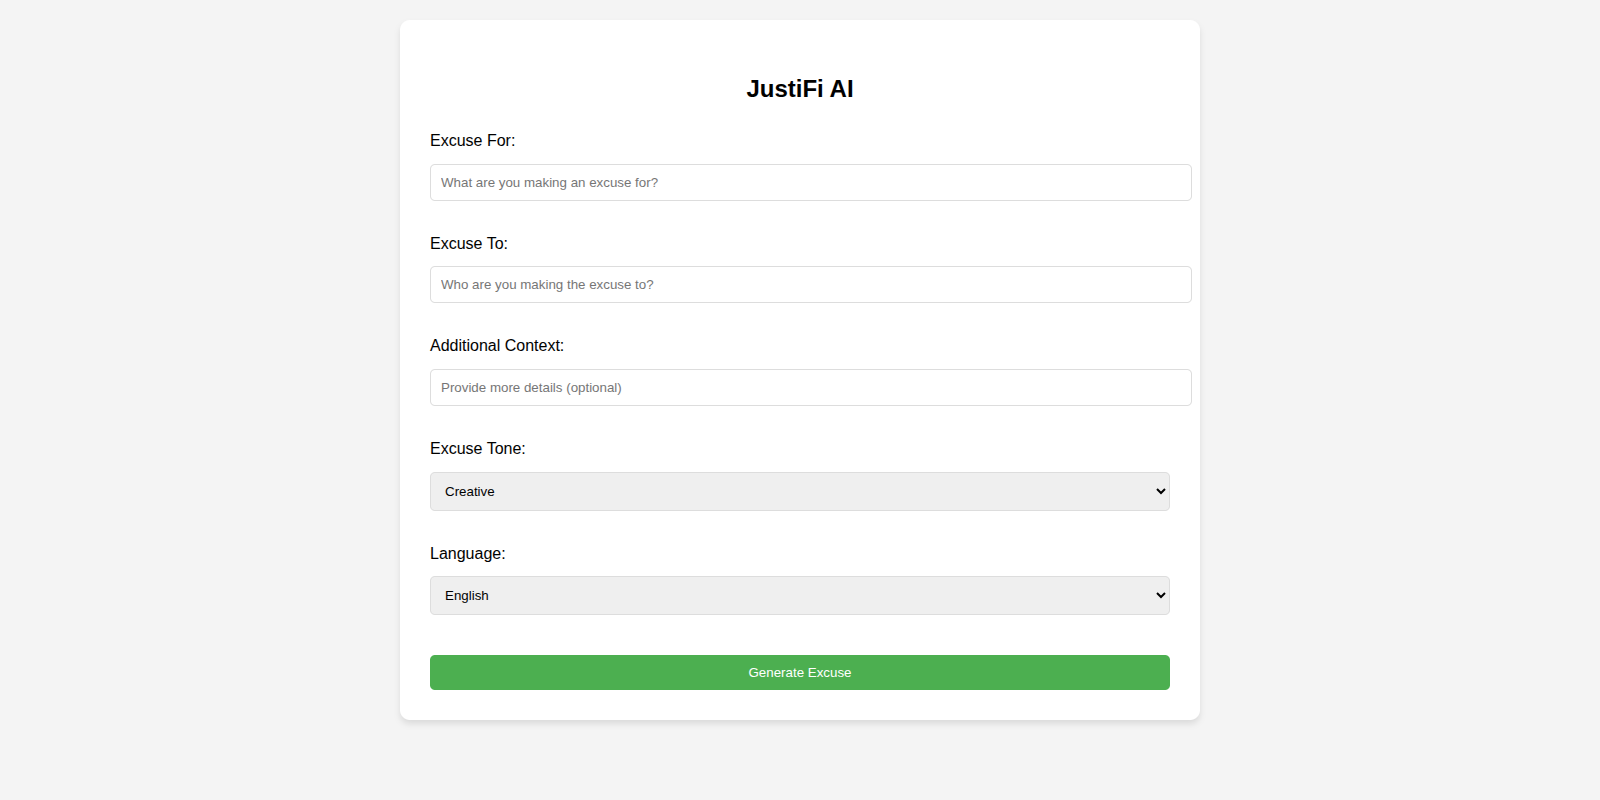 JustiFi AI
Excuse For:
What are you making an excuse for?
Excuse To:
Who are you making the excuse to?
Additional Context:
Provide more details (optional)
Excuse Tone:
Creative
Language:
English
Generate Excuse